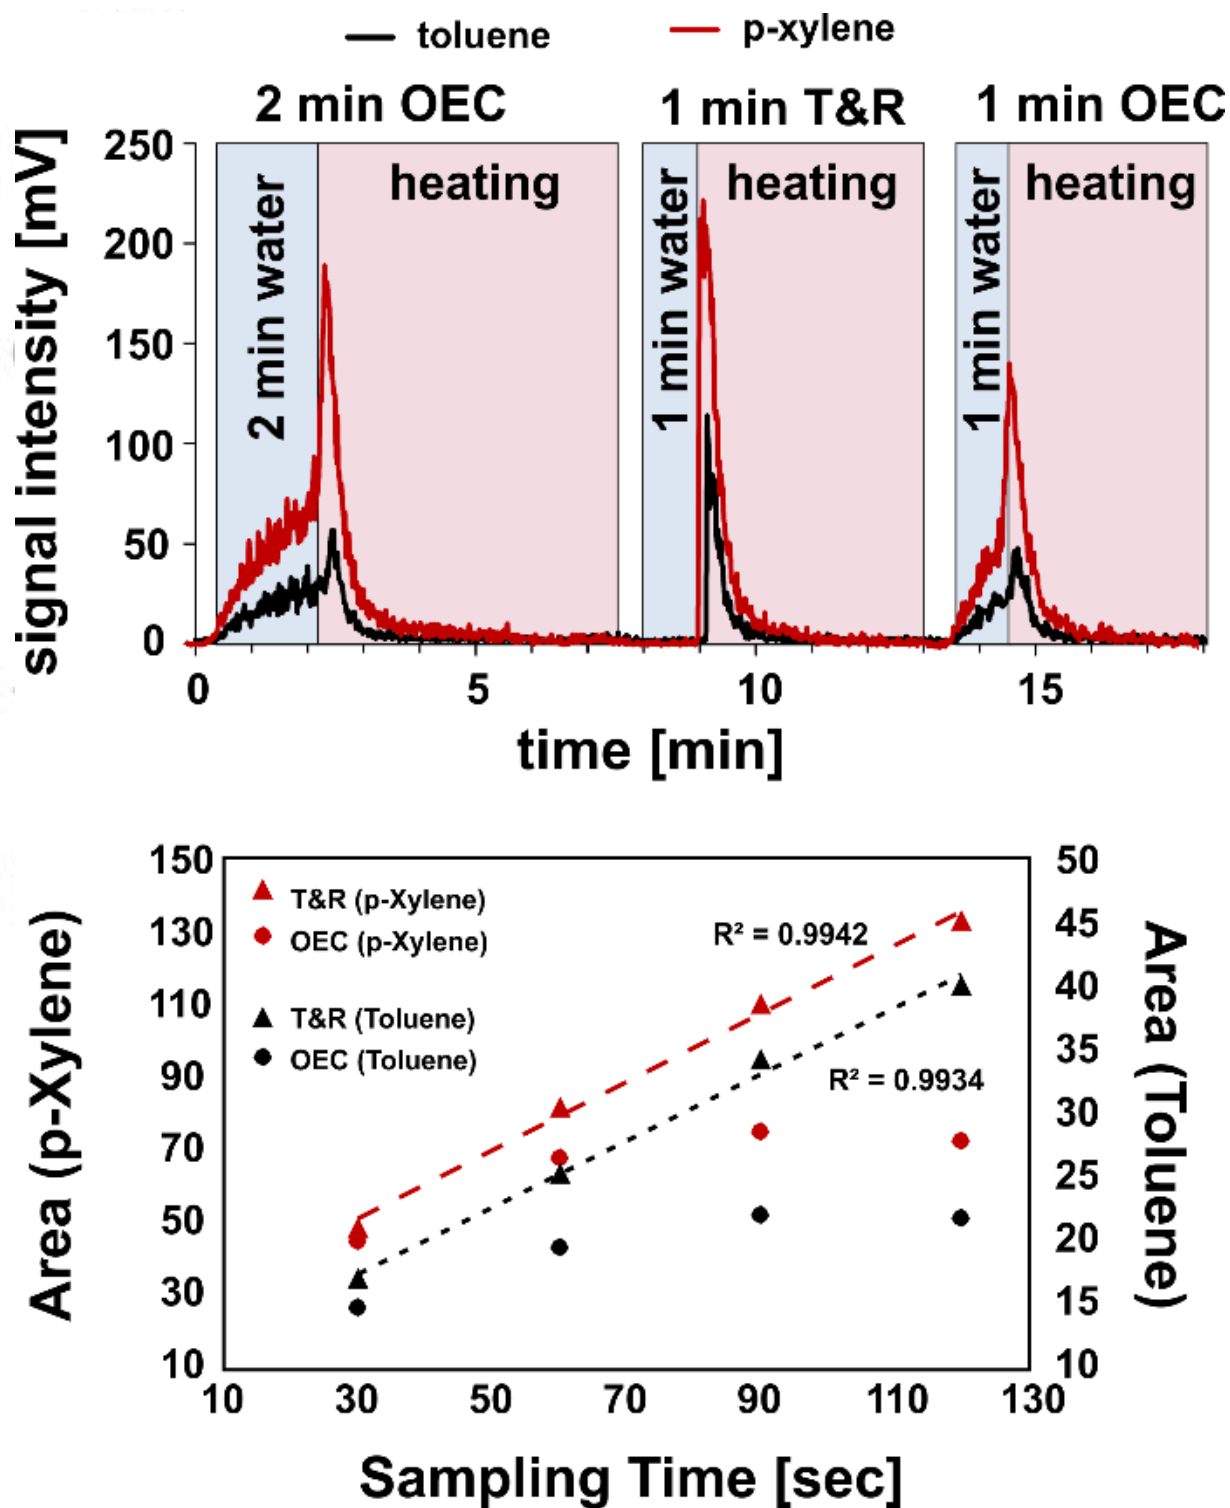 toluene
p-xylene
2 min OEC
1 min T&R
1 min OEC
signal intensity [mV]
250
200
150
100
50
0
2 min water
heating
1 min water
heating
1 min water
heating
0
5
10
15
time [min]
Area (p-Xylene)
150
130
110
90
70
50
30
10
T&R (p-Xylene)
OEC (p-Xylene)
T&R (Toluene)
OEC (Toluene)
R² = 0.9942
R² = 0.9934
50
45
40
35
30
25
20
15
10
Area (Toluene)
10
30
50
70
90
110
130
Sampling Time [sec]